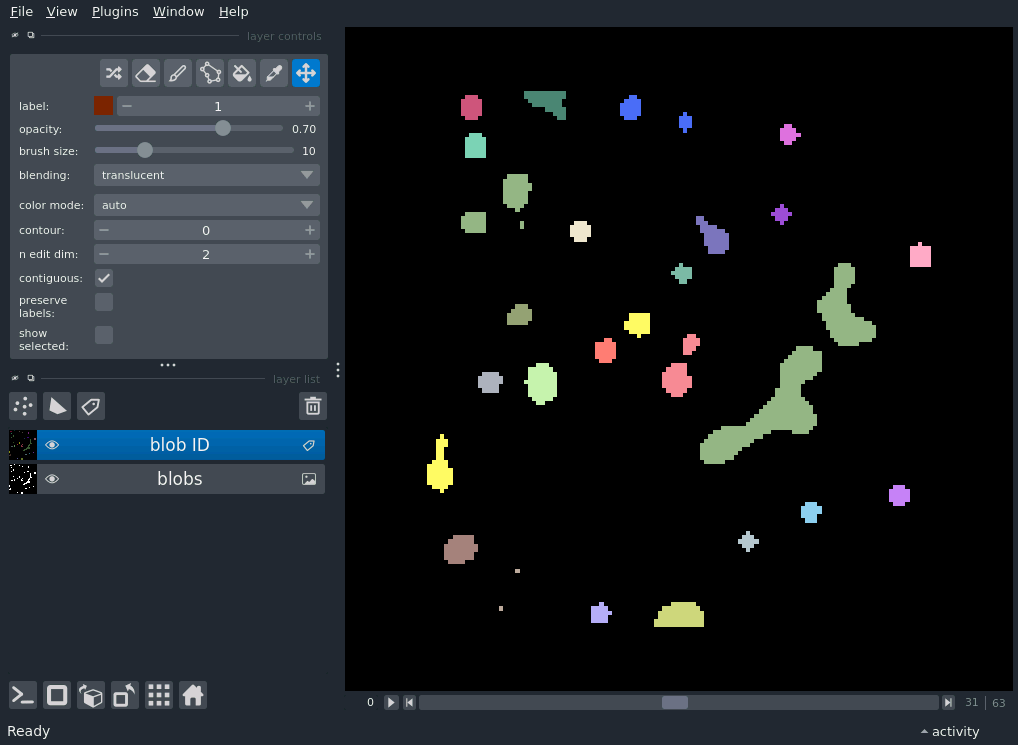 File View Plugins Window Help
layer controls
label: − 1 +
opacity: 0.70
brush size: 10
blending: translucent
color mode: auto
contour: − 0 +
n edit dim: − 2 +
contiguous:
preserve
labels:
show
selected:
layer list
blob ID
blobs
0 31 | 63
Ready activity